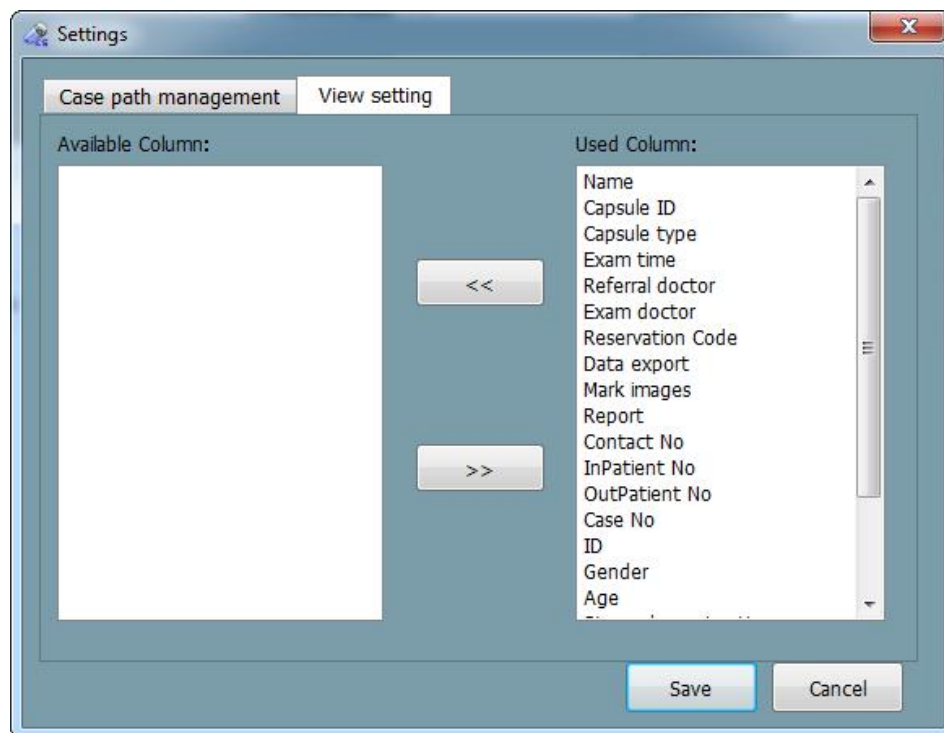 Settings
Case path management
View setting
Available Column:
Used Column:
Name
Capsule ID
Capsule type
Exam time
Referral doctor
Exam doctor
Reservation Code
Data export
Mark images
Report
Contact No
InPatient No
OutPatient No
Case No
ID
Gender
Age
<<
>>
Save
Cancel